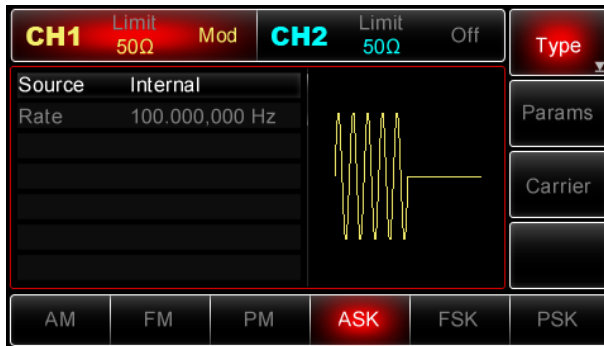 CH1 Limit 50Ω Mod CH2 Limit 50Ω Off
Type
Source Internal
Rate 100.000,000 Hz
Params
Carrier
AM FM PM ASK FSK PSK